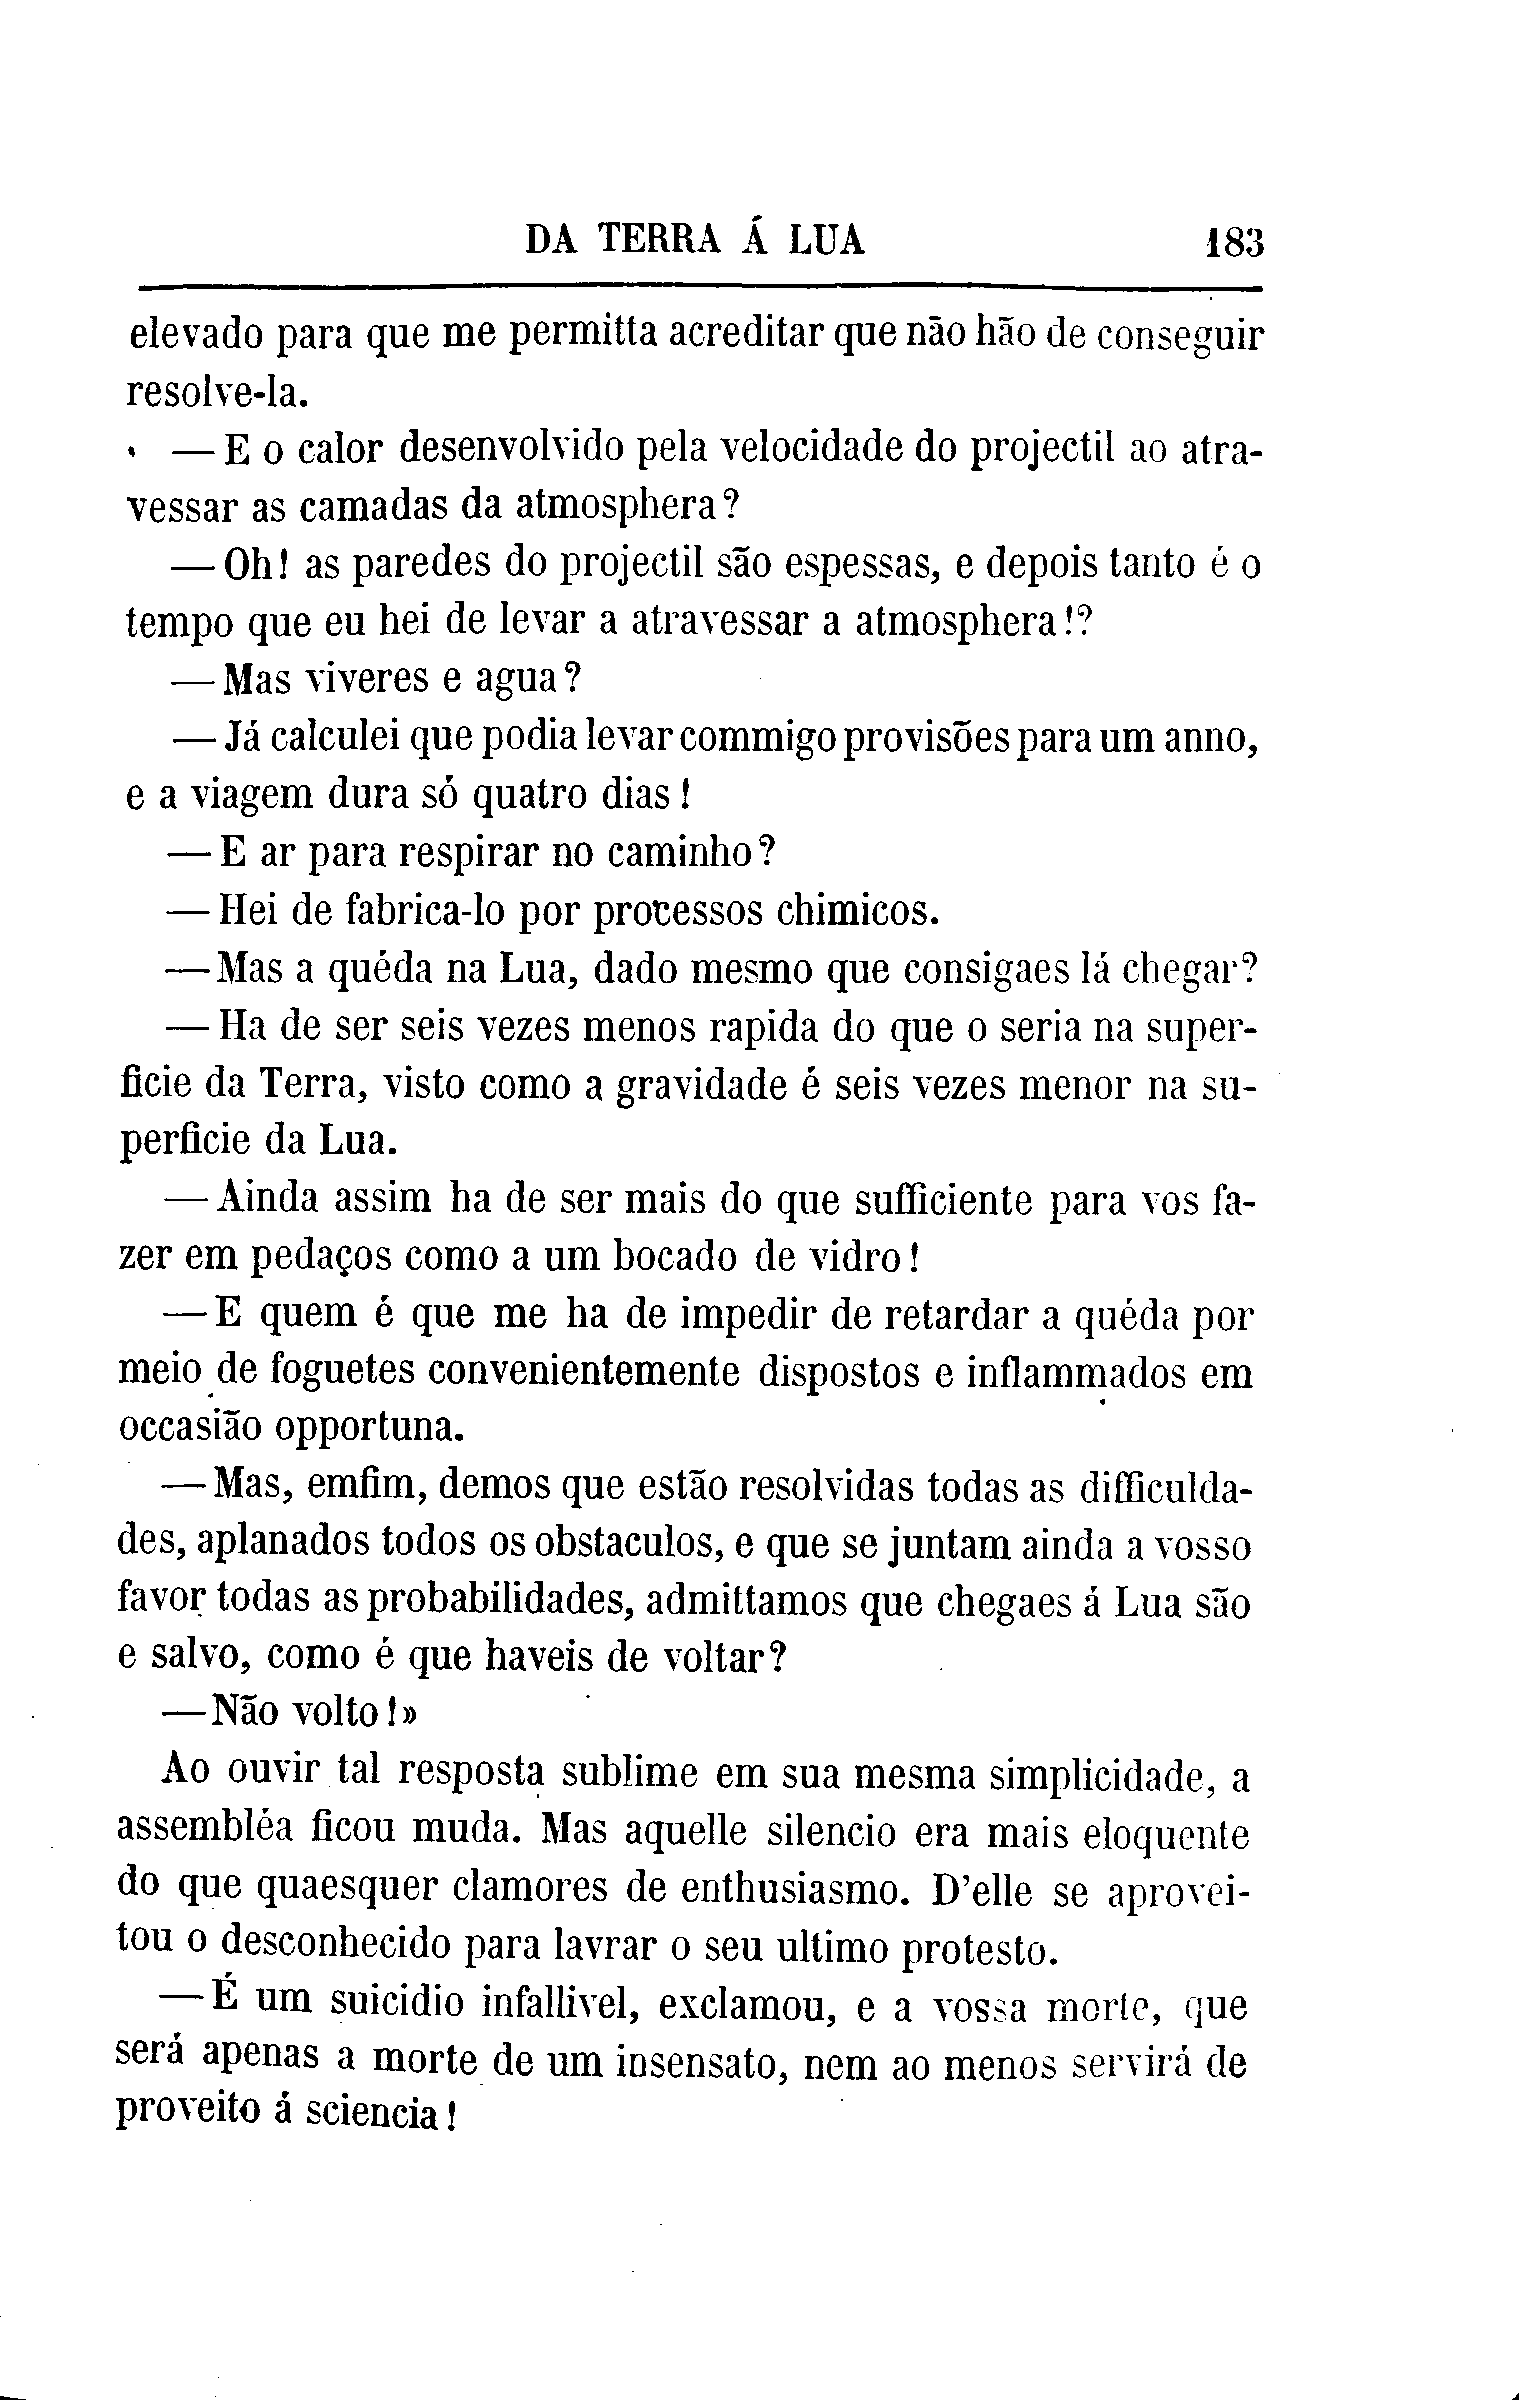 DA TERRA Á LUA 183
elevado para que me permitta acreditar que não hão de conseguir
resolve-la.
— E o calor desenvolvido pela velocidade do projectil ao atra-
vessar as camadas da atmosphera?
— Oh! as paredes do projectil são espessas, e depois tanto é o
tempo que eu hei de levar a atravessar a atmosphera!?
— Mas viveres e agua?
— Já calculei que podia levar commigo provisões para um anno,
e a viagem dura só quatro dias!
— E ar para respirar no caminho?
— Hei de fabrica-lo por processos chimicos.
— Mas a quéda na Lua, dado mesmo que consigaes lá chegar?
— Ha de ser seis vezes menos rapida do que o seria na super-
ficie da Terra, visto como a gravidade é seis vezes menor na su-
perficie da Lua.
— Ainda assim ha de ser mais do que sufficiente para vos fa-
zer em pedaços como a um bocado de vidro!
— E quem é que me ha de impedir de retardar a quéda por
meio de foguetes convenientemente dispostos e inflammados em
occasião opportuna.
— Mas, emfim, demos que estão resolvidas todas as difficulda-
des, aplanados todos os obstaculos, e que se juntam ainda a vosso
favor todas as probabilidades, admittamos que chegaes á Lua são
e salvo, como é que haveis de voltar?
— Não volto!»
Ao ouvir tal resposta sublime em sua mesma simplicidade, a
assembléa ficou muda. Mas aquelle silencio era mais eloquente
do que quaesquer clamores de enthusiasmo. D'elle se aprovei-
tou o desconhecido para lavrar o seu ultimo protesto.
— É um suicidio infallivel, exclamou, e a vossa morte, que
será apenas a morte de um insensato, nem ao menos servirá de
proveito á sciencia!